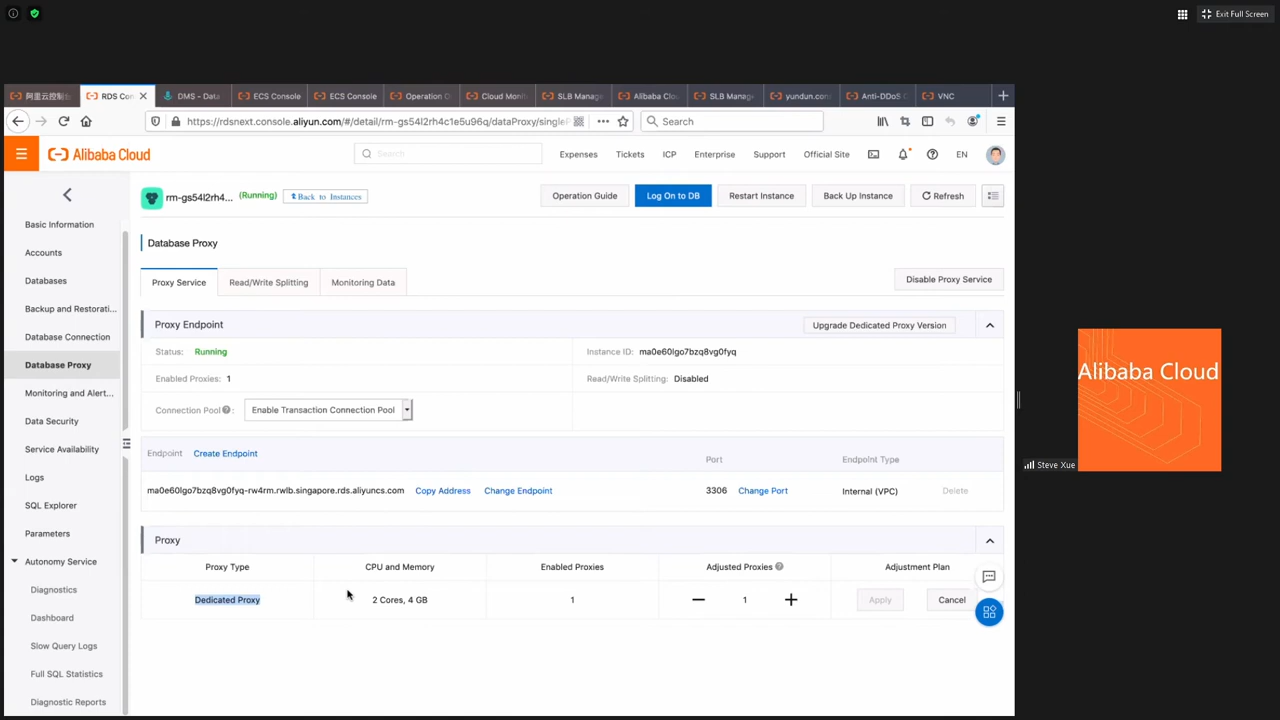 Exit Full Screen
阿里云控制
RDS Con
DMS - Data
ECS Console
ECS Console
Operation
Cloud Moni
SLB Manag
Alibaba Clo
SLB Manag
yundun.con
Anti-DDoS
VNC
https://rdsnext.console.aliyun.com/#/detail/rm-gs54l2rh4c1e5u96q/dataProxy/single
Search
Alibaba Cloud
Search
Expenses
Tickets
ICP
Enterprise
Support
Official Site
EN
rm-gs54l2rh4...
(Running)
Back to Instances
Operation Guide
Log On to DB
Restart Instance
Back Up Instance
Refresh
Basic Information
Accounts
Databases
Backup and Restorati...
Database Connection
Database Proxy
Monitoring and Alert...
Data Security
Service Availability
Logs
SQL Explorer
Parameters
Autonomy Service
Diagnostics
Dashboard
Slow Query Logs
Full SQL Statistics
Diagnostic Reports
Database Proxy
Proxy Service
Read/Write Splitting
Monitoring Data
Disable Proxy Service
Proxy Endpoint
Upgrade Dedicated Proxy Version
Status: Running
Instance ID: ma0e60lgo7bzq8vg0fyq
Enabled Proxies: 1
Read/Write Splitting: Disabled
Connection Pool : Enable Transaction Connection Pool
Endpoint Create Endpoint
Port
Endpoint Type
ma0e60lgo7bzq8vg0fyq-rw4rm.rwlb.singapore.rds.aliyuncs.com Copy Address Change Endpoint
3306 Change Port
Internal (VPC)
Delete
Proxy
Proxy Type
CPU and Memory
Enabled Proxies
Adjusted Proxies
Adjustment Plan
Dedicated Proxy
2 Cores, 4 GB
1
1
Apply
Cancel
Alibaba Cloud
Steve Xue